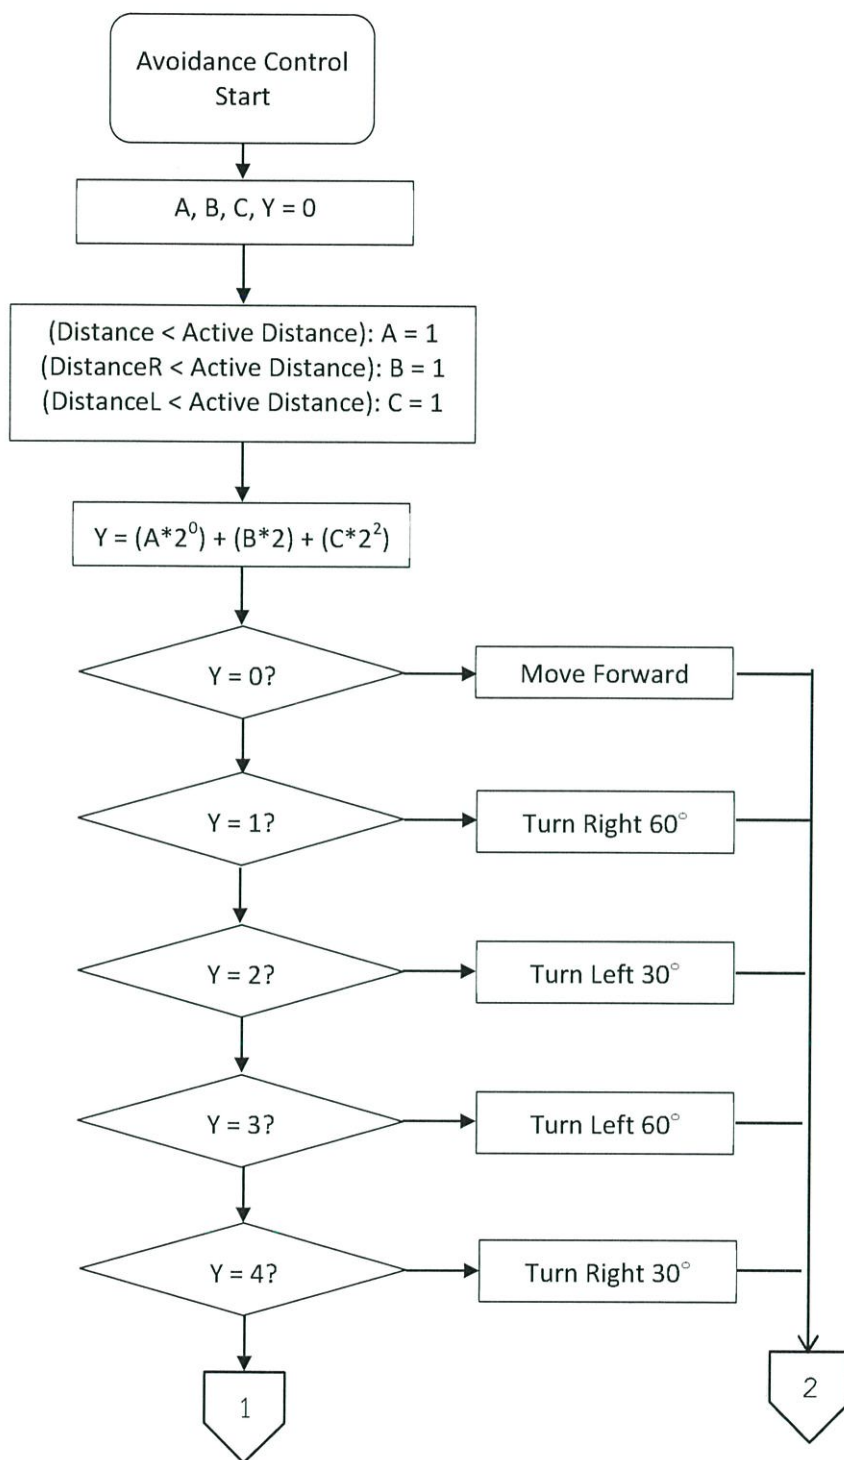 Avoidance Control
Start
A, B, C, Y = 0
(Distance < Active Distance): A = 1
(DistanceR < Active Distance): B = 1
(DistanceL < Active Distance): C = 1
Y = (A*2⁰) + (B*2) + (C*2²)
Y = 0?
Move Forward
Y = 1?
Turn Right 60°
Y = 2?
Turn Left 30°
Y = 3?
Turn Left 60°
Y = 4?
Turn Right 30°
1
2